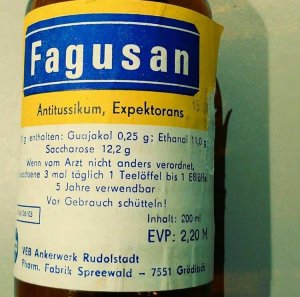 Fagusan
Antitussikum, Expektorans
enthalten: Guajakol 0,25 g; Ethanol 11,0 g;
Saccharose 12,2 g
Wenn vom Arzt nicht anders verordnet,
3 mal täglich 1 Teelöffel bis 1 Eßlöffel
5 Jahre verwendbar
Vor Gebrauch schütteln!
Inhalt: 200 ml
EVP: 2,20 M
VEB Ankerwerk Rudolstadt
Pharm. Fabrik Spreewald - 7551 Gröditsch